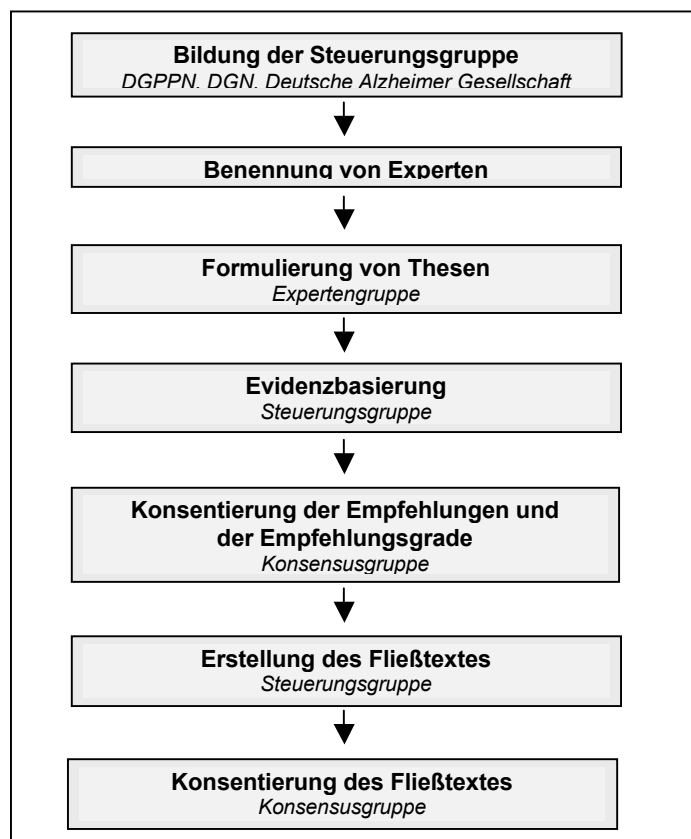 Bildung der Steuerungsgruppe
DGPPN, DGN, Deutsche Alzheimer Gesellschaft
Benennung von Experten
Formulierung von Thesen
Expertengruppe
Evidenzbasierung
Steuerungsgruppe
Konsentierung der Empfehlungen und
der Empfehlungsgrade
Konsensusgruppe
Erstellung des Fließtextes
Steuerungsgruppe
Konsentierung des Fließtextes
Konsensusgruppe